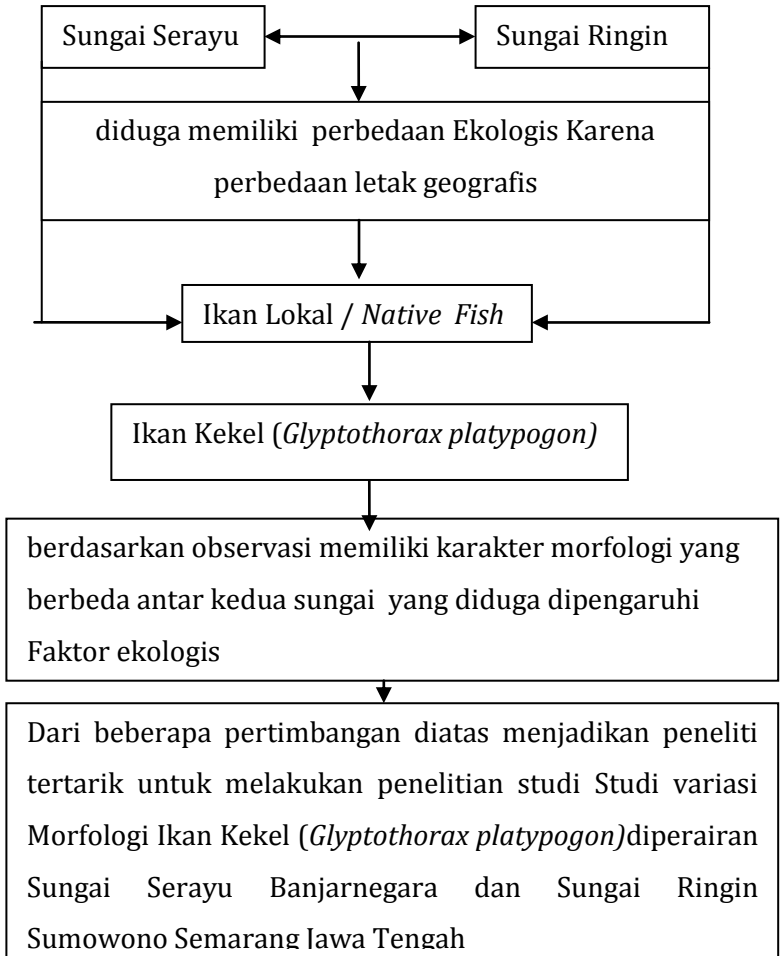 Sungai Serayu
Sungai Ringin
diduga memiliki perbedaan Ekologis Karena
perbedaan letak geografis
Ikan Lokal / Native Fish
Ikan Kekel (Glyptothorax platypogon)
berdasarkan observasi memiliki karakter morfologi yang
berbeda antar kedua sungai yang diduga dipengaruhi
Faktor ekologis
Dari beberapa pertimbangan diatas menjadikan peneliti
tertarik untuk melakukan penelitian studi Studi variasi
Morfologi Ikan Kekel (Glyptothorax platypogon)diperairan
Sungai Serayu Banjarnegara dan Sungai Ringin
Sumowono Semarang Jawa Tengah